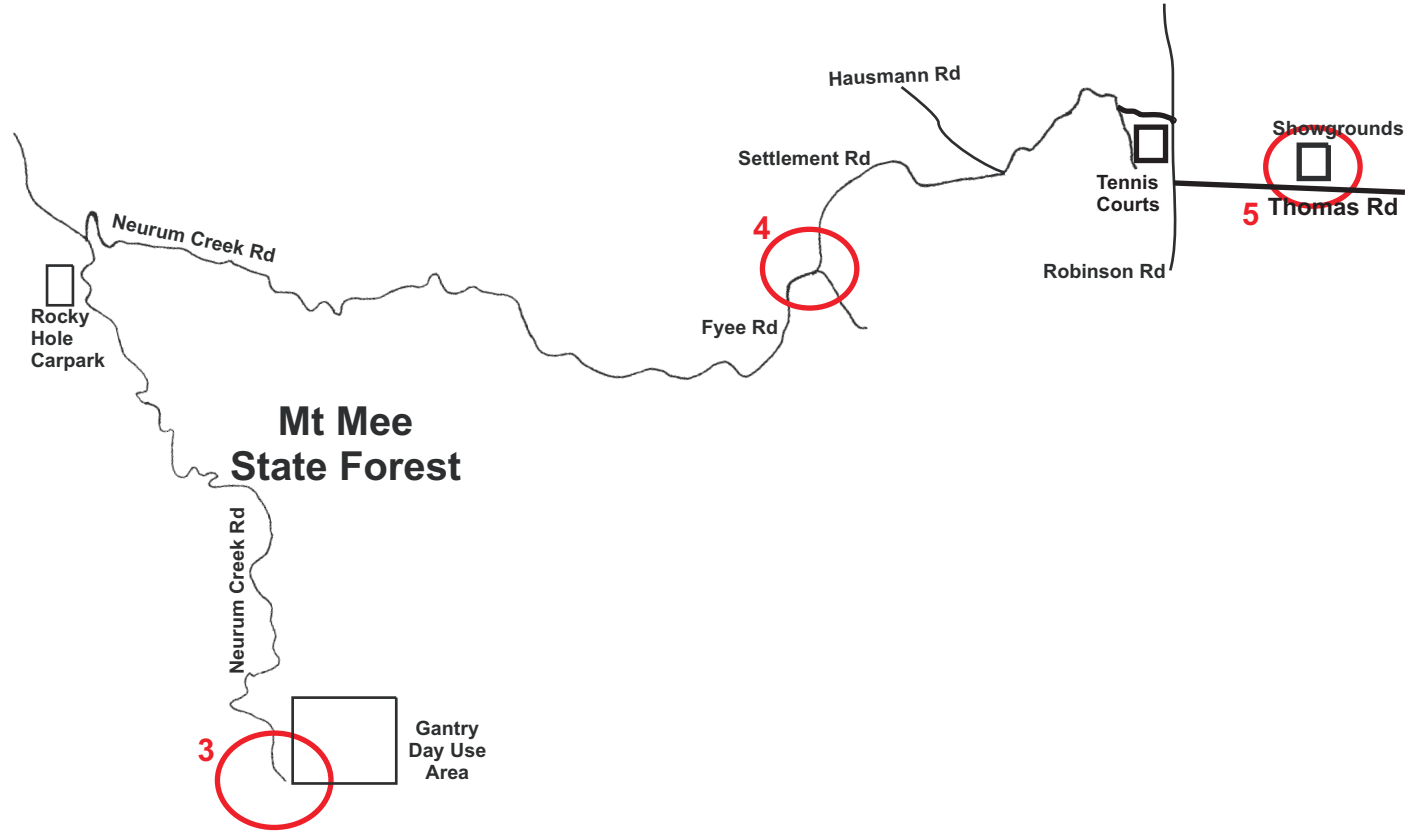 Hausmann Rd
Showgrounds
Settlement Rd
Tennis
Courts
5
Thomas Rd
Neurum Creek Rd
4
Robinson Rd
Rocky
Hole
Carpark
Fyee Rd
Mt Mee
State Forest
Neurum Creek Rd
3
Gantry
Day Use
Area